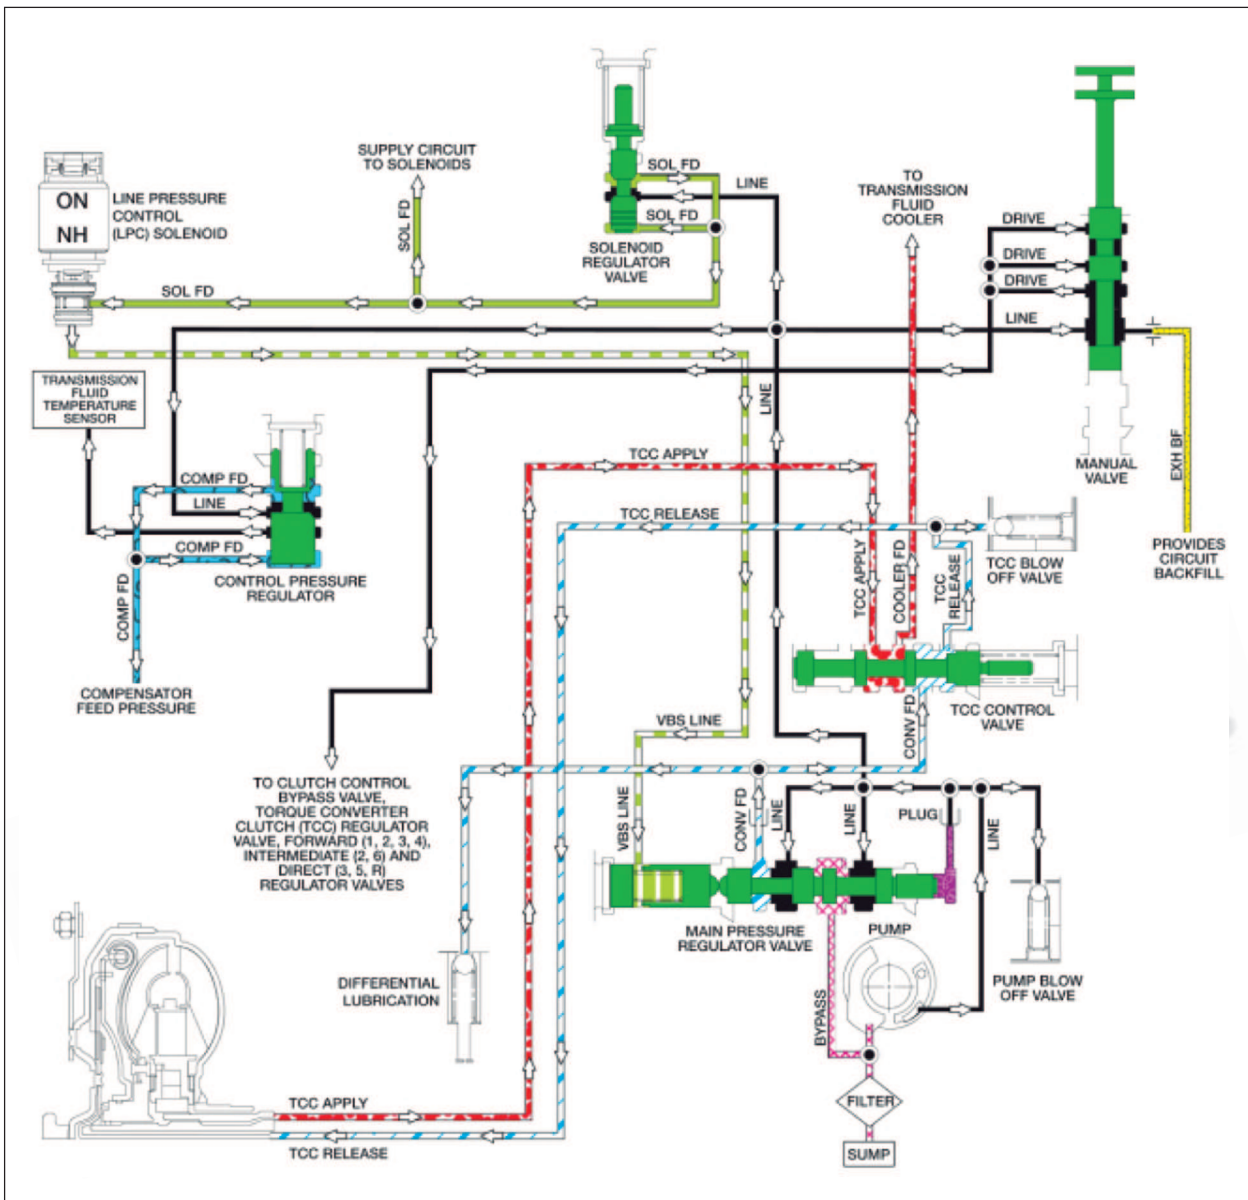 SUPPLY CIRCUIT
TO SOLENOIDS
ON
NH
LINE PRESSURE
CONTROL
(LPC) SOLENOID
SOL FD
SOL FD
SOL FD
SOL FD
LINE
SOLENOID
REGULATOR
VALVE
TO
TRANSMISSION
FLUID
COOLER
DRIVE
DRIVE
DRIVE
LINE
MANUAL
VALVE
EXH BF
PROVIDES
CIRCUIT
BACKFILL
TRANSMISSION
FLUID
TEMPERATURE
SENSOR
COMP FD
LINE
COMP FD
COMP FD
CONTROL PRESSURE
REGULATOR
COMPENSATOR
FEED PRESSURE
LINE
TCC APPLY
TCC RELEASE
TCC APPLY
COOLER FD
TCC
RELEASE
TCC BLOW
OFF VALVE
TCC CONTROL
VALVE
CONV FD
VBS LINE
TO CLUTCH CONTROL
BYPASS VALVE,
TORQUE CONVERTER
CLUTCH (TCC) REGULATOR
VALVE, FORWARD (1, 2, 3, 4),
INTERMEDIATE (2, 6) AND
DIRECT (3, 5, R)
REGULATOR VALVES
VBS LINE
CONV FD
LINE
LINE
PLUG
LINE
MAIN PRESSURE
REGULATOR VALVE
PUMP
PUMP BLOW
OFF VALVE
DIFFERENTIAL
LUBRICATION
BYPASS
FILTER
SUMP
TCC APPLY
TCC RELEASE